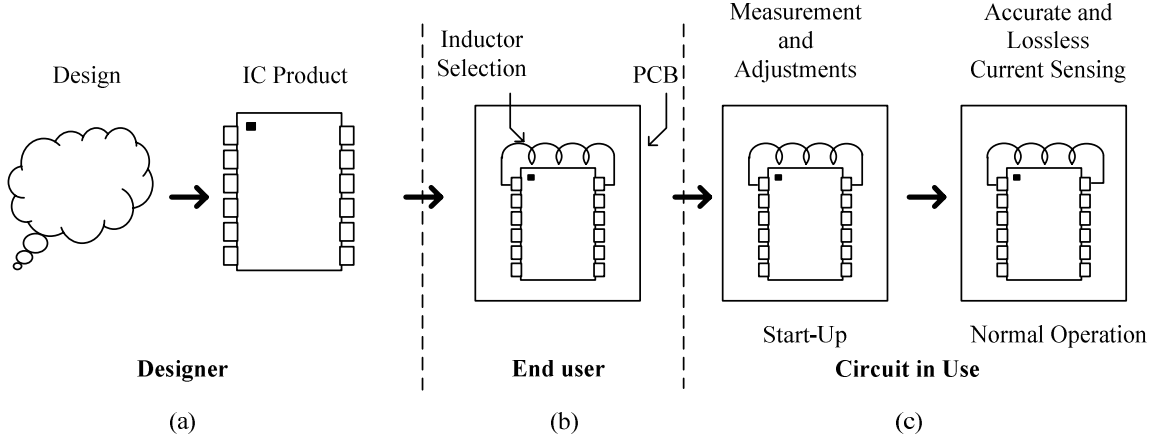 Design
IC Product
Inductor
Selection
PCB
Measurement
and
Adjustments
Accurate and
Lossless
Current Sensing
Start-Up
Normal Operation
Designer
End user
Circuit in Use
(a)
(b)
(c)